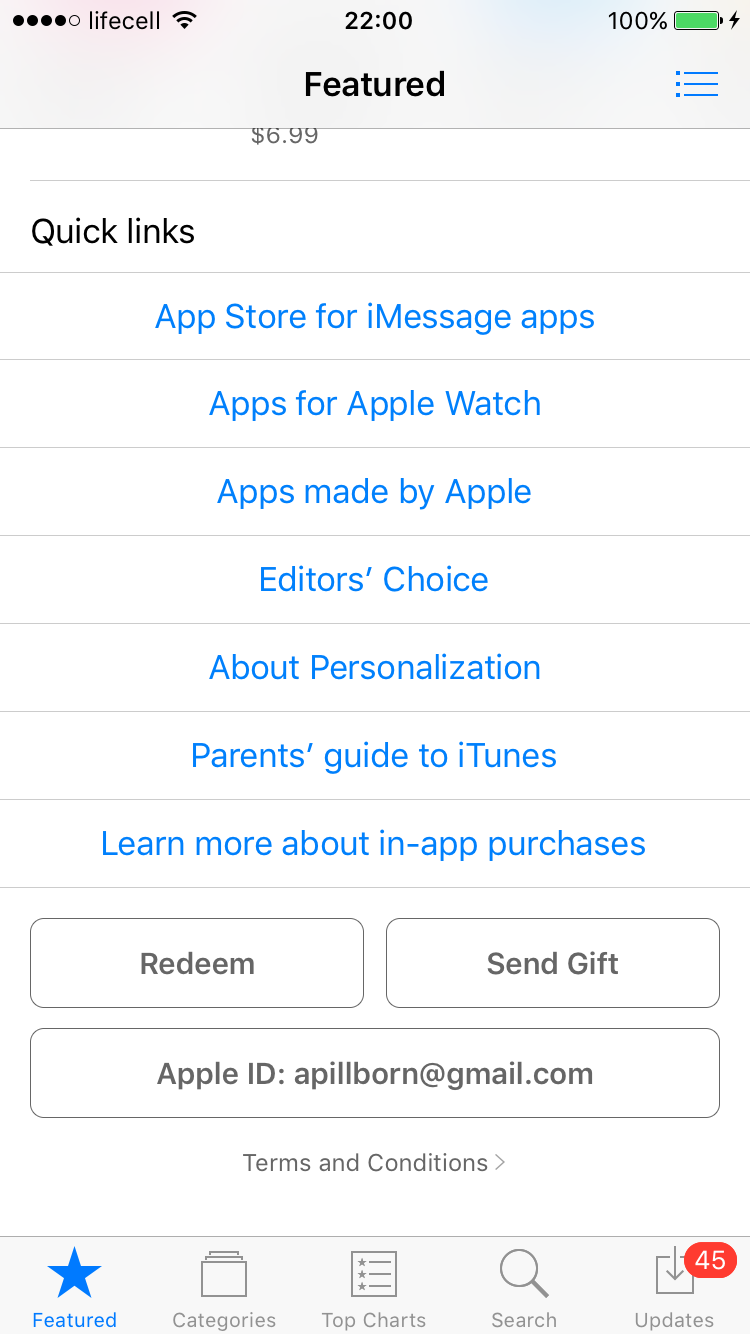 lifecell 22:00 100%
Featured
$6.99
Quick links
App Store for iMessage apps
Apps for Apple Watch
Apps made by Apple
Editors’ Choice
About Personalization
Parents’ guide to iTunes
Learn more about in-app purchases
Redeem Send Gift
Apple ID: apillborn@gmail.com
Terms and Conditions
45
Featured Categories Top Charts Search Updates